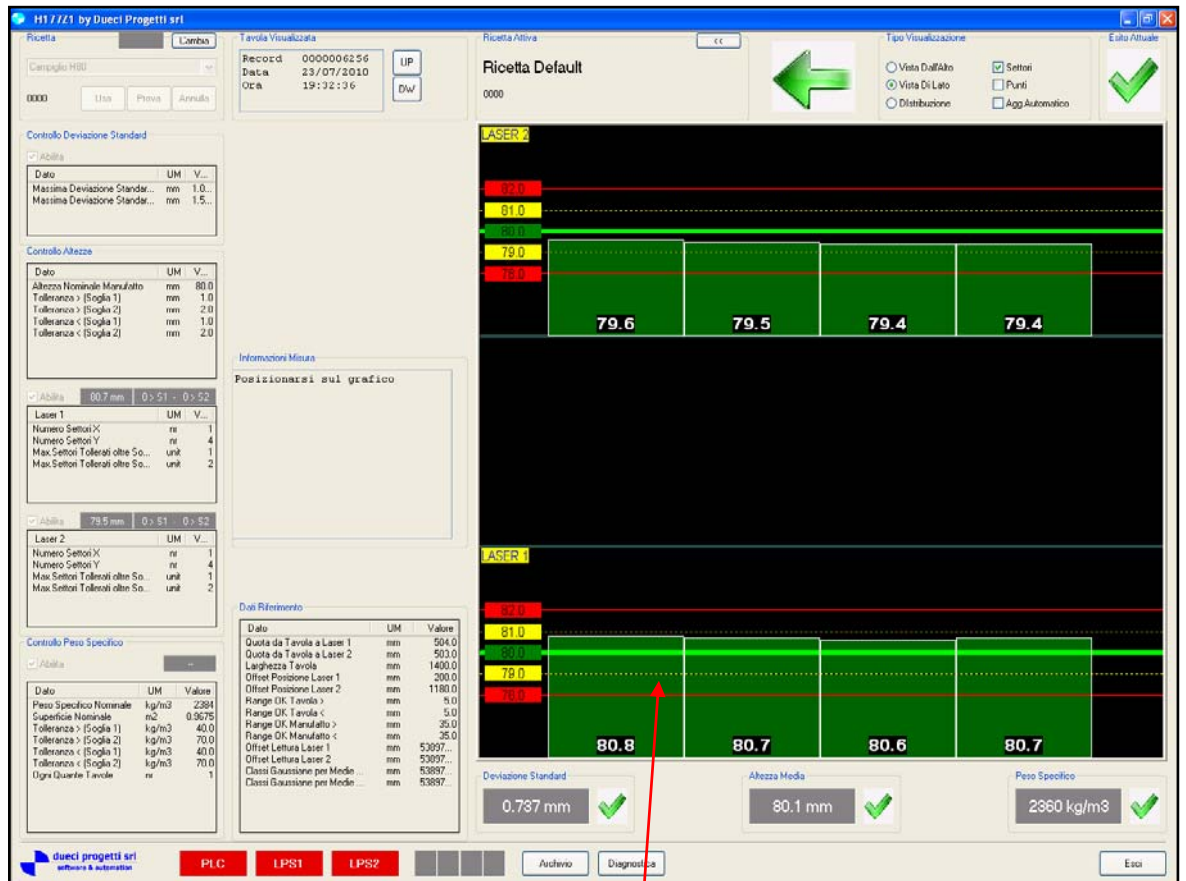 H177Z1 by Dueci Progetti srl
Ricetta
Cambia
Campiglio H80
0000
Usa
Prova
Annulla
Tavola Visualizzata
Record 0000006256
Data 23/07/2010
Ora 19:32:36
UP
DW
Ricetta Attiva
<<
Ricetta Default
0000
Tipo Visualizzazione
Vista Dall'Alto
Vista Di Lato
Distribuzione
Settori
Punti
Agg.Automatico
Esito Attuale
Controllo Deviazione Standard
Abilita
Dato UM V...
Massima Deviazione Standar... mm 1.0...
Massima Deviazione Standar... mm 1.5...
Controllo Altezze
Dato UM V...
Altezza Nominale Manufatto mm 80.0
Tolleranza > (Soglia 1) mm 1.0
Tolleranza > (Soglia 2) mm 2.0
Tolleranza < (Soglia 1) mm 1.0
Tolleranza < (Soglia 2) mm 2.0
Abilita 80.7 mm 0 > S1 - 0 > S2
Laser 1 UM V...
Numero Settori X nr 1
Numero Settori Y nr 4
Max.Settori Tollerati oltre So... unit 1
Max.Settori Tollerati oltre So... unit 2
Abilita 79.5 mm 0 > S1 - 0 > S2
Laser 2 UM V...
Numero Settori X nr 1
Numero Settori Y nr 4
Max.Settori Tollerati oltre So... unit 1
Max.Settori Tollerati oltre So... unit 2
Controllo Peso Specifico
Abilita --
Dato UM Valore
Peso Specifico Nominale kg/m3 2384
Superficie Nominale m2 0.9675
Tolleranza > (Soglia 1) kg/m3 40.0
Tolleranza > (Soglia 2) kg/m3 70.0
Tolleranza < (Soglia 1) kg/m3 40.0
Tolleranza < (Soglia 2) kg/m3 70.0
Ogni Quante Tavole nr 1
Informazioni Misura
Posizionarsi sul grafico
Dati Riferimento
Dato UM Valore
Quota da Tavola a Laser 1 mm 504.0
Quota da Tavola a Laser 2 mm 503.0
Larghezza Tavola mm 1400.0
Offset Posizione Laser 1 mm 200.0
Offset Posizione Laser 2 mm 1180.0
Range OK Tavola > mm 5.0
Range OK Tavola < mm 5.0
Range OK Manufatto > mm 35.0
Range OK Manufatto < mm 35.0
Offset Lettura Laser 1 mm 53897...
Offset Lettura Laser 2 mm 53897...
Classi Gaussiane per Medie ... mm 53897...
Classi Gaussiane per Medie ... mm 53897...
LASER 2
82.0
81.0
80.0
79.0
78.0
79.6 79.5 79.4 79.4
LASER 1
82.0
81.0
80.0
79.0
78.0
80.8 80.7 80.6 80.7
Deviazione Standard
0.737 mm
Altezza Media
80.1 mm
Peso Specifico
2360 kg/m3
dueci progetti srl
software & automation
PLC
LPS1
LPS2
Archivio
Diagnostica
Esci